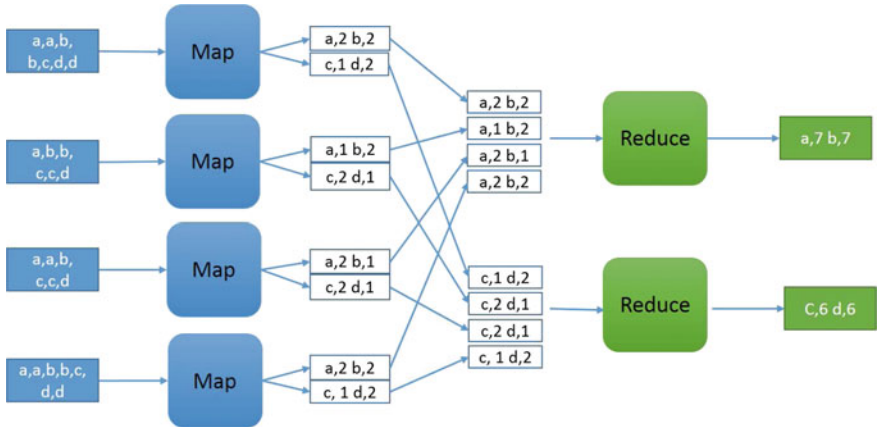 a,a,b,
b,c,d,d
Map
a,2 b,2
c,1 d,2
a,b,b,
c,c,d
Map
a,1 b,2
c,2 d,1
a,a,b,
c,c,d
Map
a,2 b,1
c,2 d,1
a,a,b,b,c,
d,d
Map
a,2 b,2
c, 1 d,2
a,2 b,2
a,1 b,2
a,2 b,1
a,2 b,2
Reduce
a,7 b,7
c,1 d,2
c,2 d,1
c,2 d,1
c, 1 d,2
Reduce
C,6 d,6